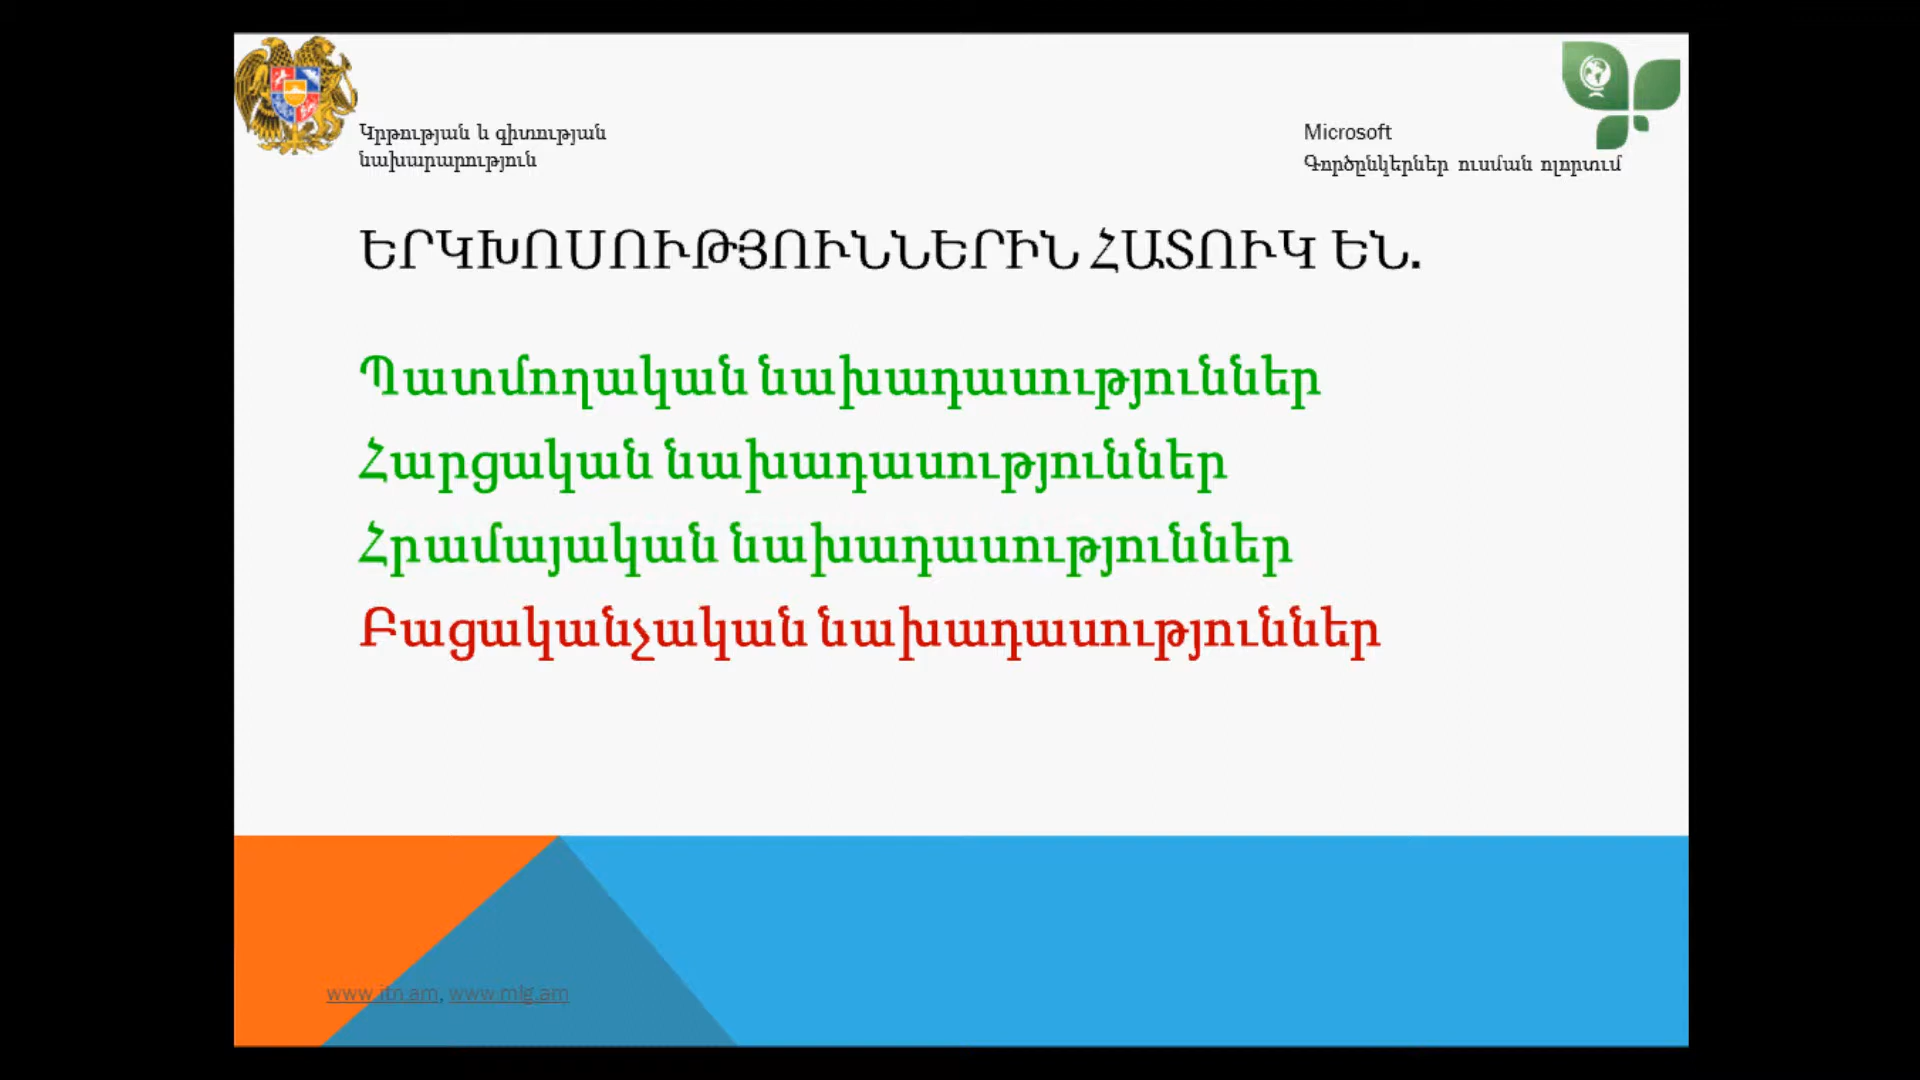 Կրթության և գիտության
նախարարություն
Microsoft
Գործընկերներ ուսման ոլորտում
ԵՐԿԽՈՍՈՒԹՅՈՒՆՆԵՐԻՆ ՀԱՏՈՒԿ ԵՆ.
Պատմողական նախադասություններ
Հարցական նախադասություններ
Հրամայական նախադասություններ
Բացականչական նախադասություններ
www.itn.am, www.mlg.am